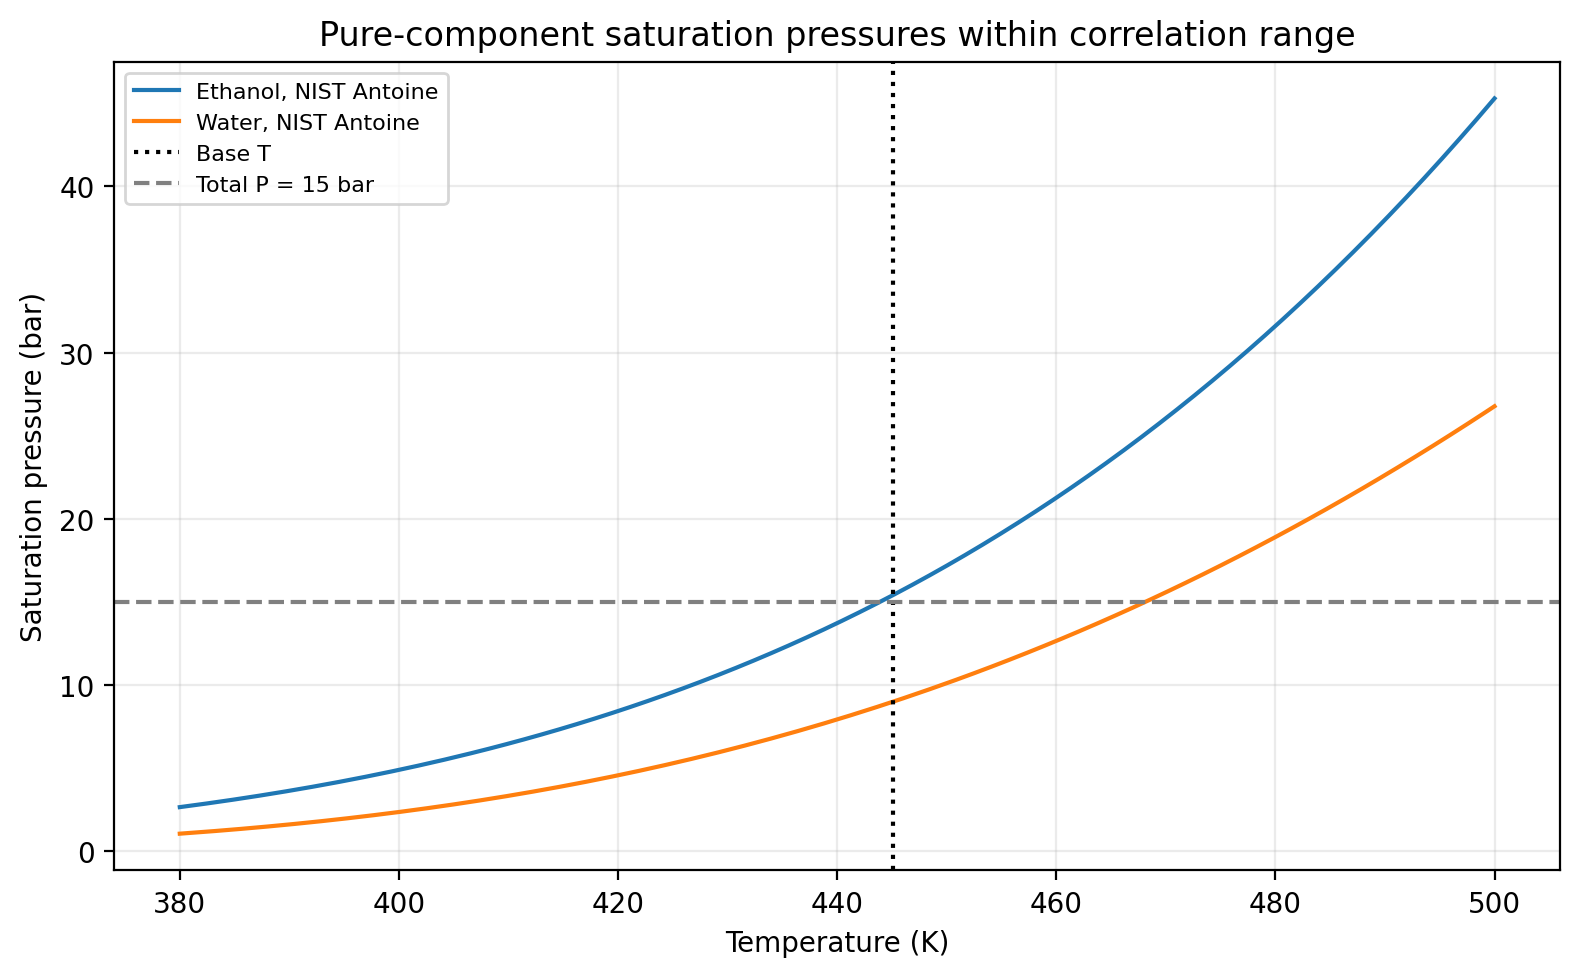 Pure-component saturation pressures within correlation range
Ethanol, NIST Antoine
Water, NIST Antoine
Base T
Total P = 15 bar
Saturation pressure (bar)
40
30
20
10
0
380 400 420 440 460 480 500
Temperature (K)